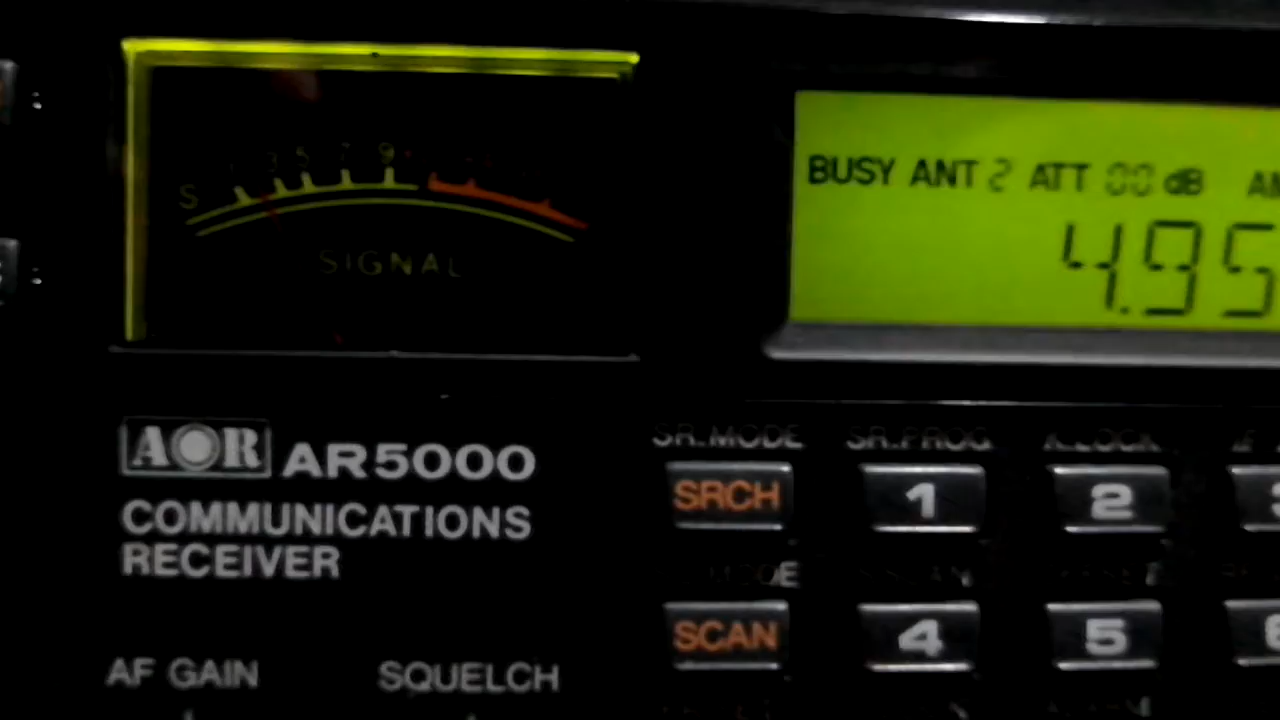 S 3 5 7 9
SIGNAL
BUSY ANT 2 ATT 00 dB
4.95
AOR AR5000
COMMUNICATIONS
RECEIVER
SR.MODE SR.PROG
SRCH 1 2
SCAN 4 5
AF GAIN SQUELCH